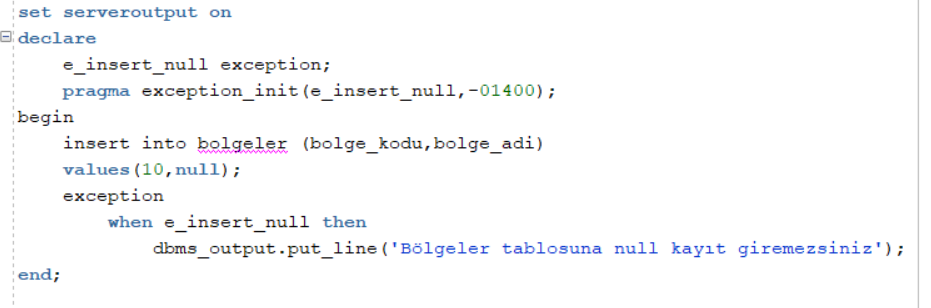 set serveroutput on
declare
e_insert_null exception;
pragma exception_init(e_insert_null,-01400);
begin
insert into bolgeler (bolge_kodu,bolge_adi)
values(10,null);
exception
when e_insert_null then
dbms_output.put_line('Bölgeler tablosuna null kayıt giremezsiniz');
end;